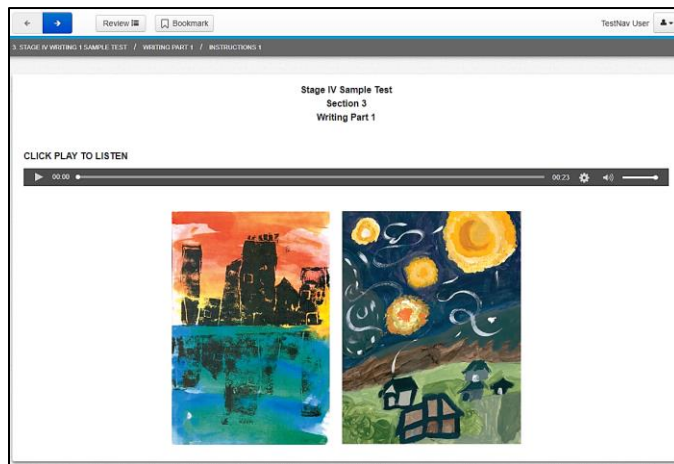 Review
Bookmark
TestNav User
3. STAGE IV WRITING 1 SAMPLE TEST / WRITING PART 1 / INSTRUCTIONS 1
Stage IV Sample Test
Section 3
Writing Part 1
CLICK PLAY TO LISTEN
00:00
00:23